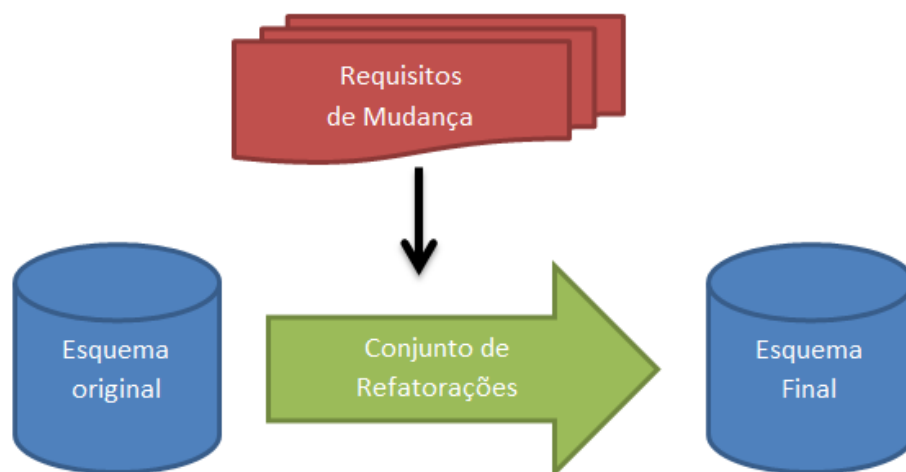 Requisitos
de Mudança
Esquema
original
Conjunto de
Refatorações
Esquema
Final